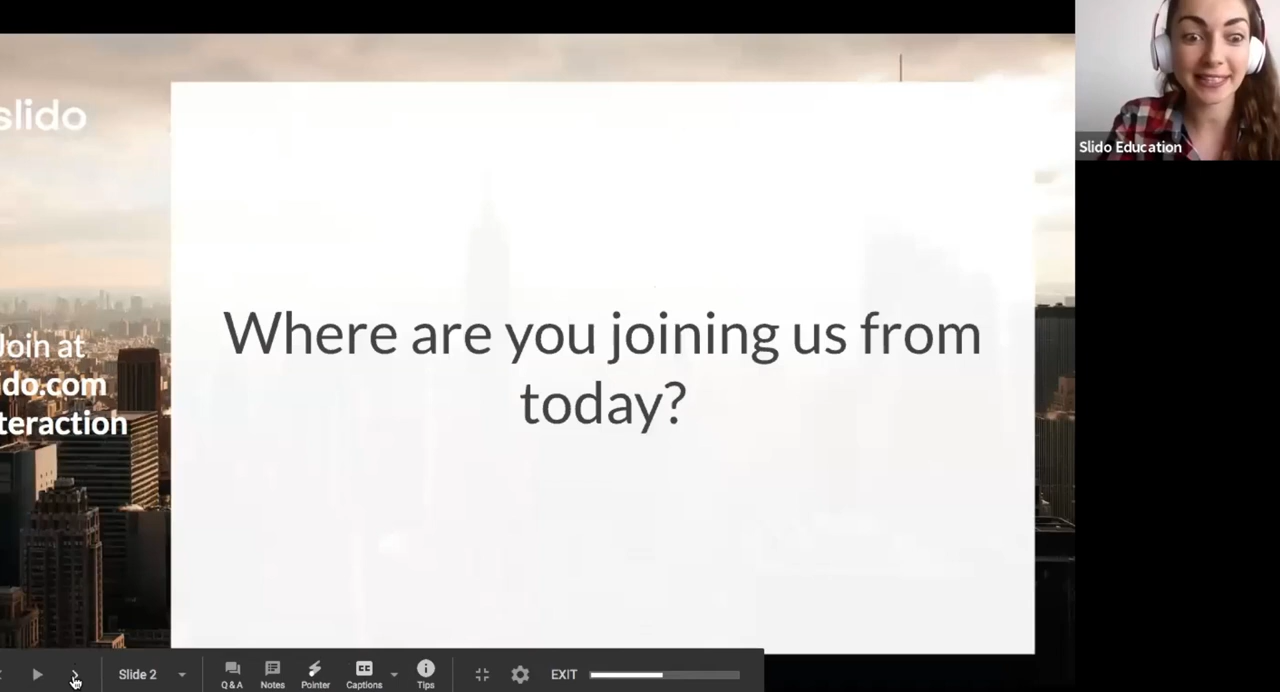 slido
Slido Education
Where are you joining us from
today?
Join at
ido.com
teraction
Slide 2
Q & A
Notes
Pointer
Captions
Tips
EXIT